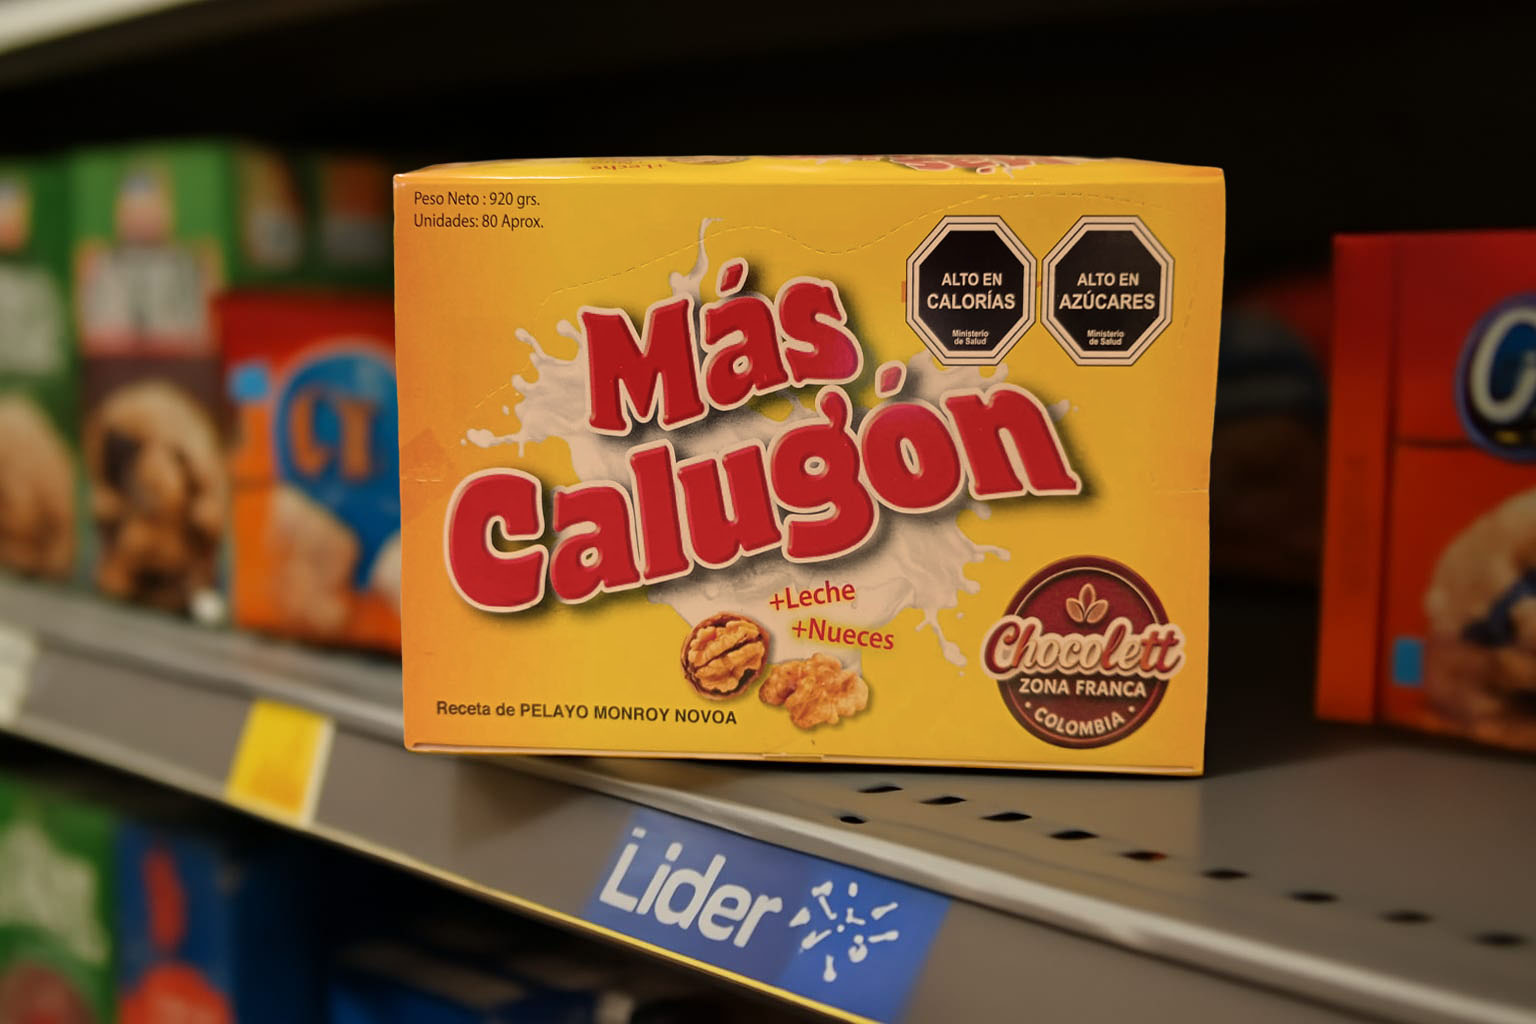 Peso Neto : 920 grs.
Unidades: 80 Aprox.
ALTO EN
CALORÍAS
Ministerio
de Salud
ALTO EN
AZÚCARES
Ministerio
de Salud
Más
Calugón
+Leche
+Nueces
Receta de PELAYO MONROY NOVOA
Chocolett
ZONA FRANCA
· COLOMBIA ·
Lider